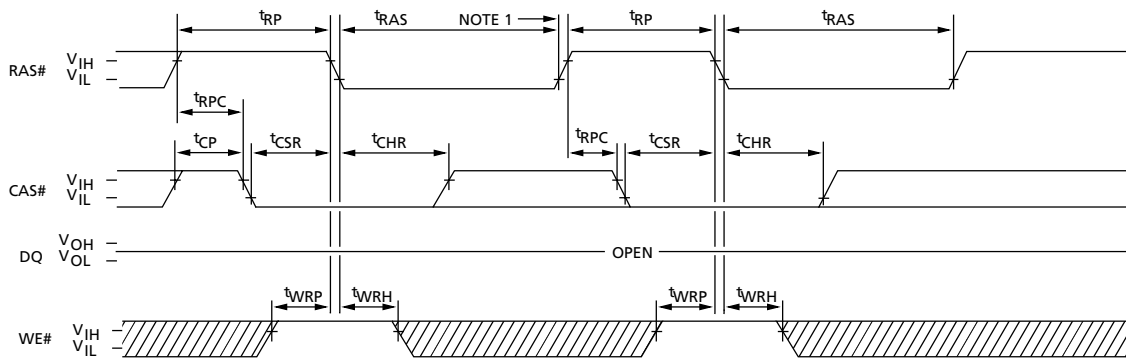 tRP tRAS NOTE 1 tRP tRAS
RAS# VIH
VIL
tRPC
tCP tCSR tCHR tRPC tCSR tCHR
CAS# VIH
VIL
DQ VOH
VOL
OPEN
tWRP tWRH tWRP tWRH
WE# VIH
VIL